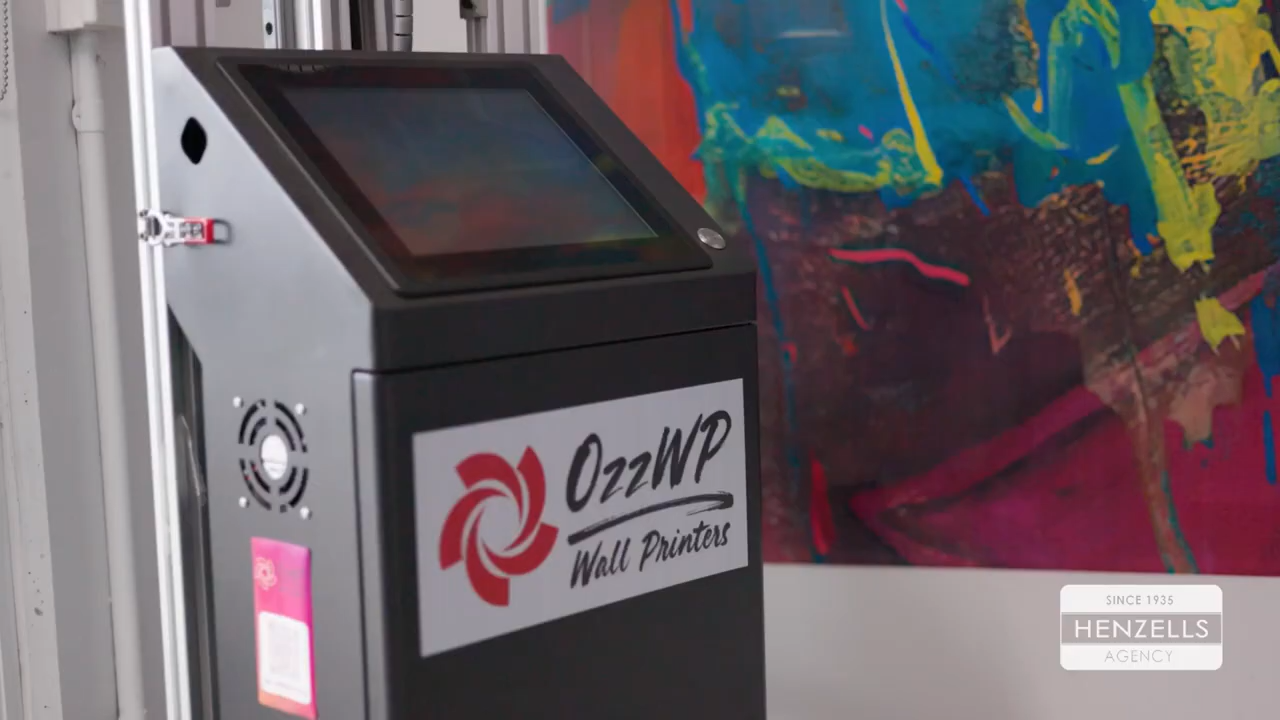 OzzWP
Wall Printers
SINCE 1935
HENZELLS
AGENCY